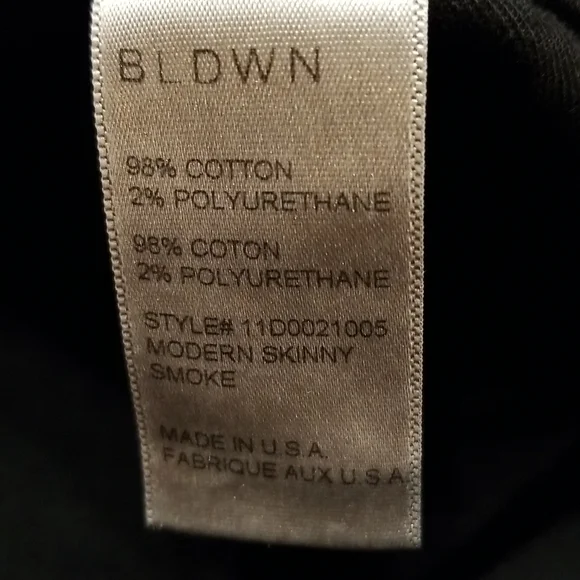 BLDWN
98% COTTON
2% POLYURETHANE
98% COTON
2% POLYURETHANE
STYLE# 11D0021005
MODERN SKINNY
SMOKE
MADE IN U.S.A.
FABRIQUE AUX U.S.A.